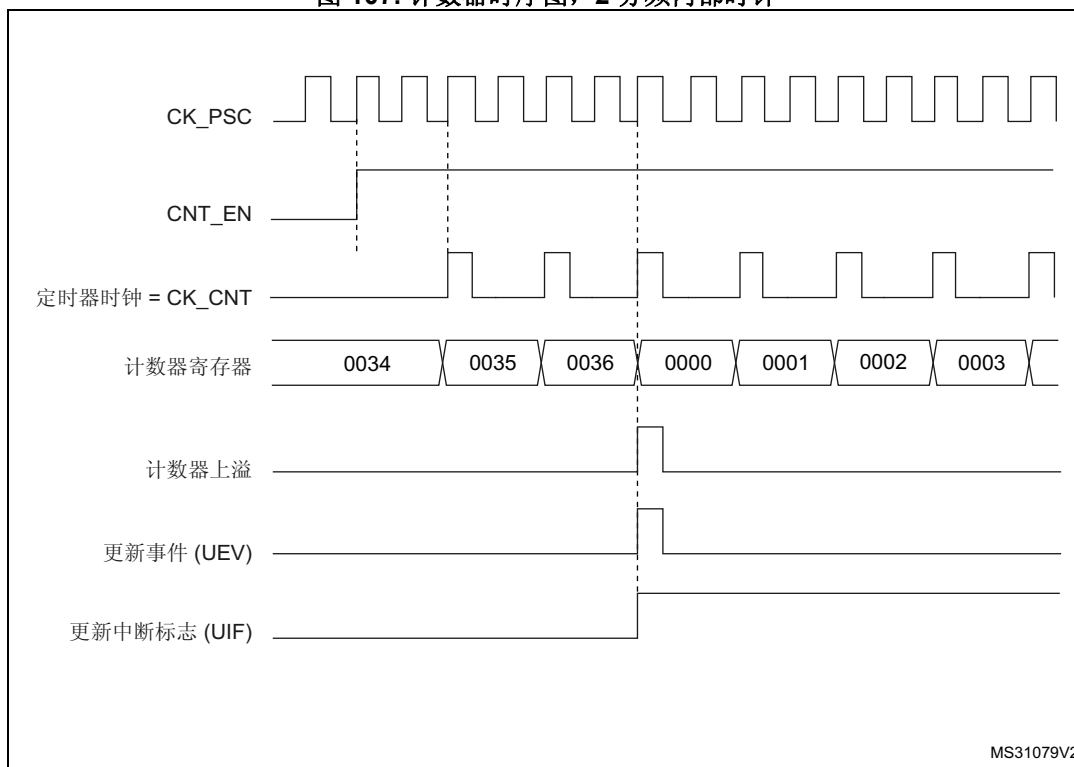 CK_PSC
CNT_EN
定时器时钟 = CK_CNT
计数器寄存器 0034 0035 0036 0000 0001 0002 0003
计数器上溢
更新事件 (UEV)
更新中断标志 (UIF)
MS31079V2